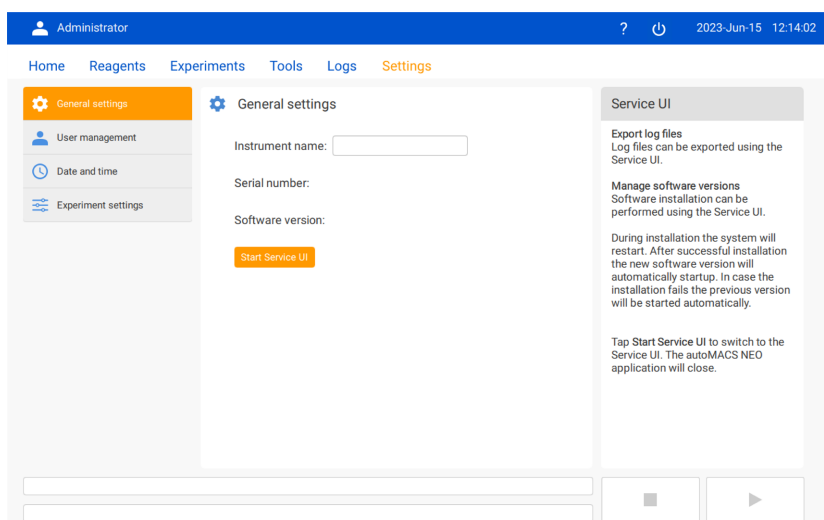 Administrator
?
2023-Jun-15 12:14:02
Home Reagents Experiments Tools Logs Settings
General settings
User management
Date and time
Experiment settings
General settings
Instrument name:
Serial number:
Software version:
Start Service UI
Service UI
Export log files
Log files can be exported using the
Service UI.
Manage software versions
Software installation can be
performed using the Service UI.
During installation the system will
restart. After successful installation
the new software version will
automatically startup. In case the
installation fails the previous version
will be started automatically.
Tap Start Service UI to switch to the
Service UI. The autoMACS NEO
application will close.